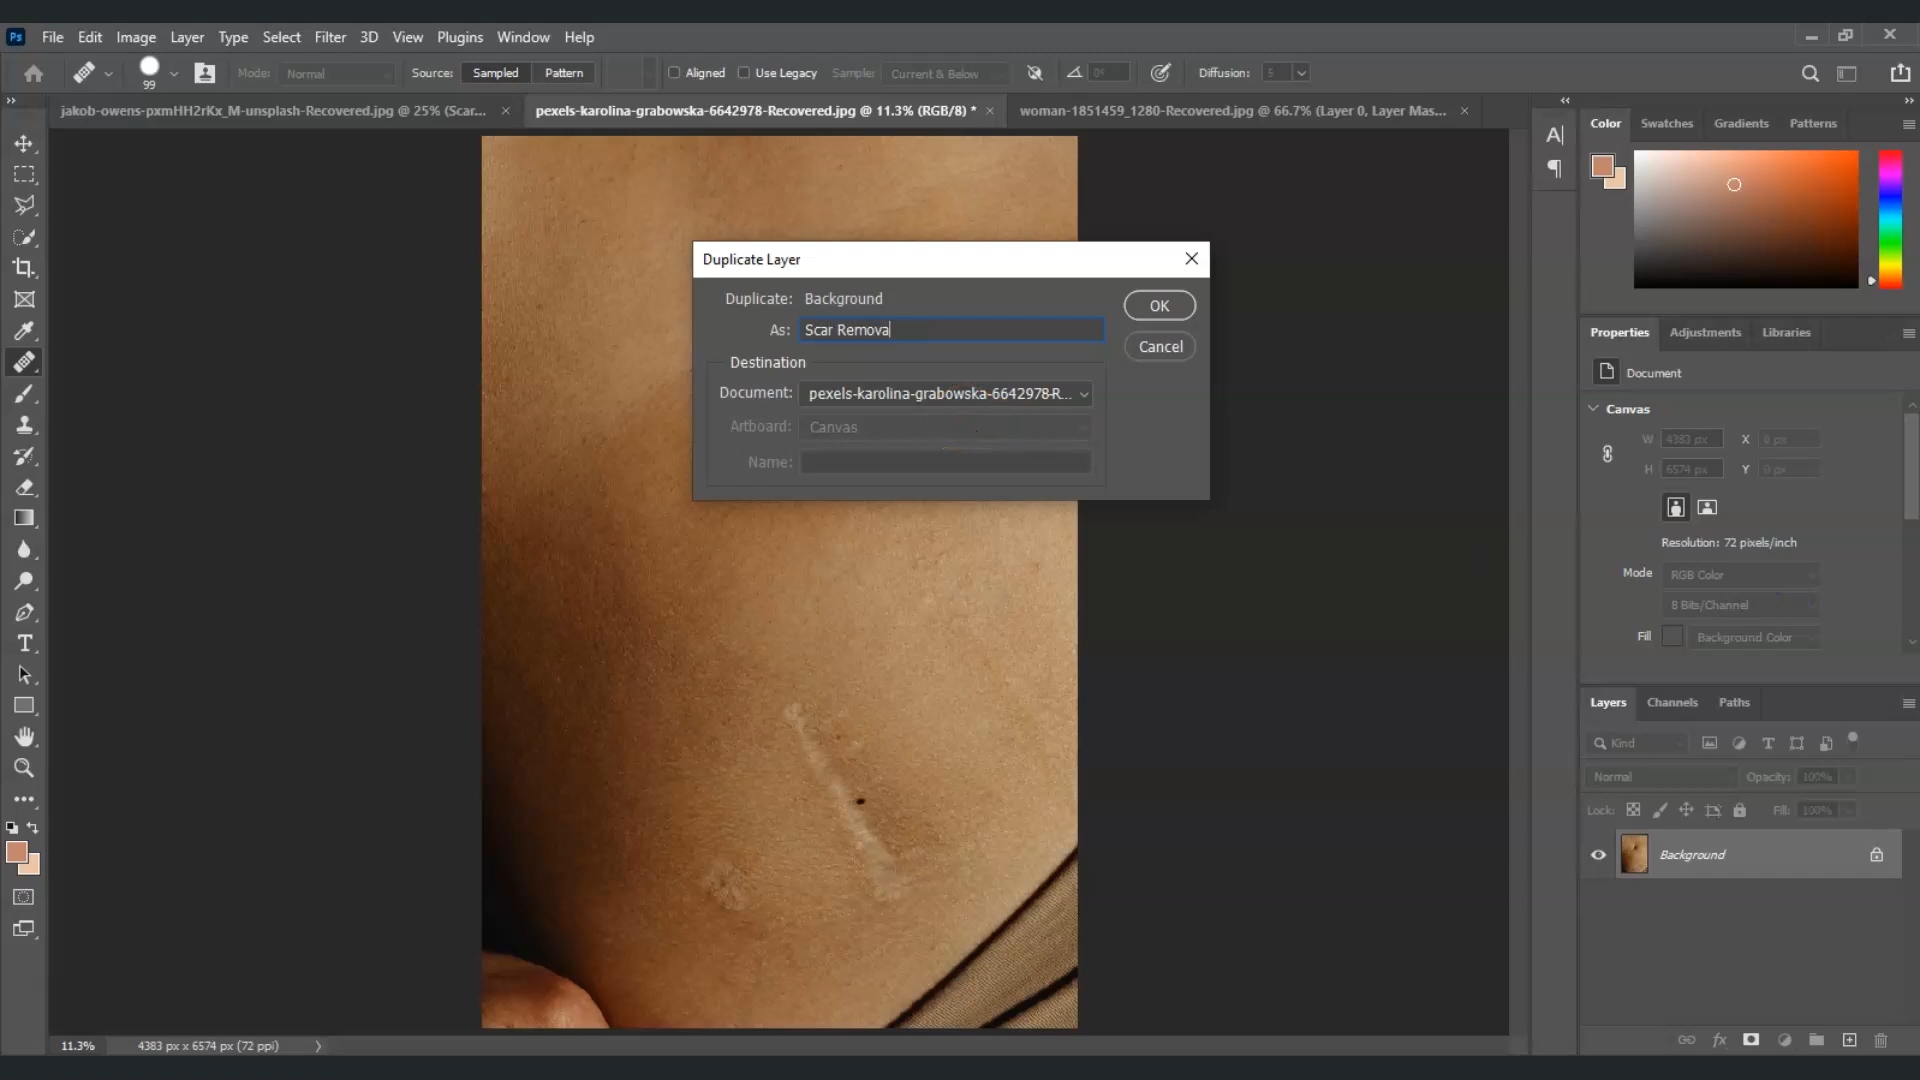 Ps File Edit Image Layer Type Select Filter 3D View Plugins Window Help
99 Mode: Normal Source: Sampled Pattern Aligned Use Legacy Sample: Current & Below 0° Diffusion: 5
jakob-owens-pxmHH2rKx_M-unsplash-Recovered.jpg @ 25% (Scar... × pexels-karolina-grabowska-6642978-Recovered.jpg @ 11.3% (RGB/8) * × woman-1851459_1280-Recovered.jpg @ 66.7% (Layer 0, Layer Mas... ×
Color Swatches Gradients Patterns
Duplicate Layer
Duplicate: Background
OK
As: Scar Remova
Cancel
Destination
Document: pexels-karolina-grabowska-6642978-R...
Artboard: Canvas
Name:
Properties Adjustments Libraries
Document
Canvas
W 4383 px X 0 px
H 6574 px Y 0 px
Resolution: 72 pixels/inch
Mode RGB Color
8 Bits/Channel
Fill Background Color
Layers Channels Paths
Kind
Normal Opacity: 100%
Lock: Fill: 100%
Background
fx
11.3% 4383 px x 6574 px (72 ppi)